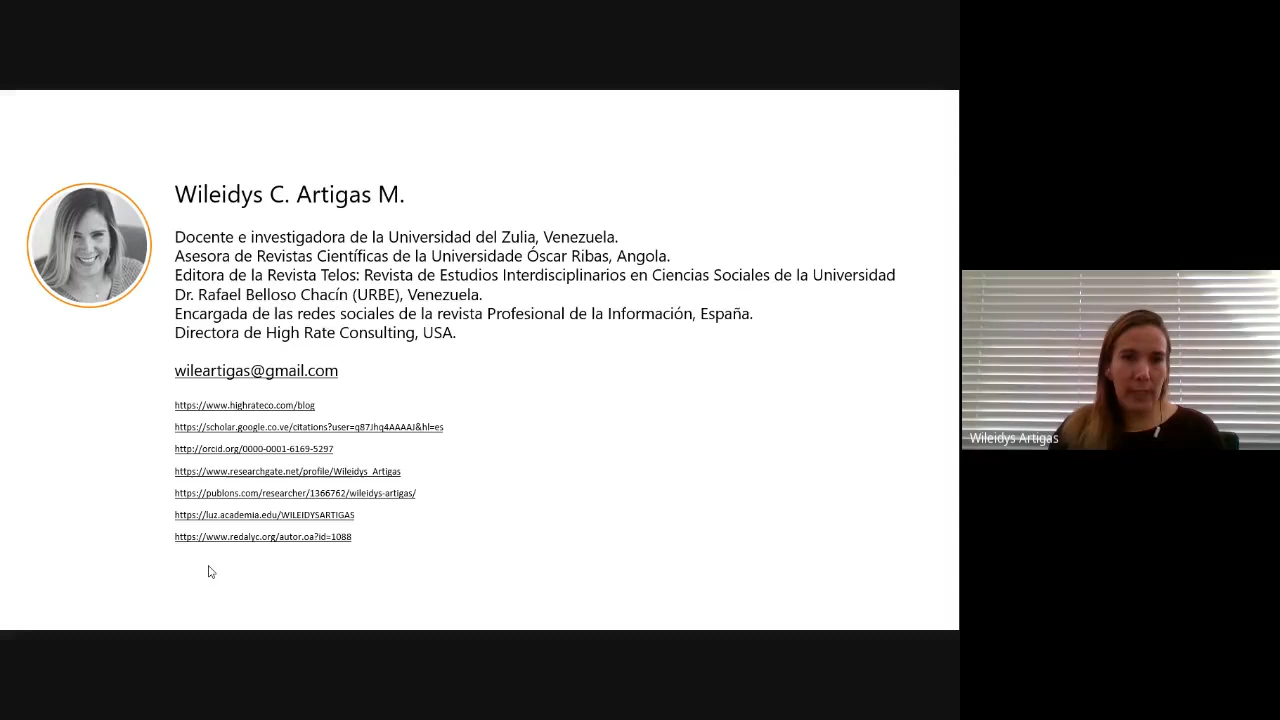 Wileidys C. Artigas M.
Docente e investigadora de la Universidad del Zulia, Venezuela.
Asesora de Revistas Científicas de la Universidade Óscar Ribas, Angola.
Editora de la Revista Telos: Revista de Estudios Interdisciplinarios en Ciencias Sociales de la Universidad
Dr. Rafael Belloso Chacín (URBE), Venezuela.
Encargada de las redes sociales de la revista Profesional de la Información, España.
Directora de High Rate Consulting, USA.
wileartigas@gmail.com
https://www.highrateco.com/blog
https://scholar.google.co.ve/citations?user=q87Jhq4AAAAJ&hl=es
http://orcid.org/0000-0001-6169-5297
https://www.researchgate.net/profile/Wileidys_Artigas
https://publons.com/researcher/1366762/wileidys-artigas/
https://luz.academia.edu/WILEIDYSARTIGAS
https://www.redalyc.org/autor.oa?id=1088
Wileidys Artigas